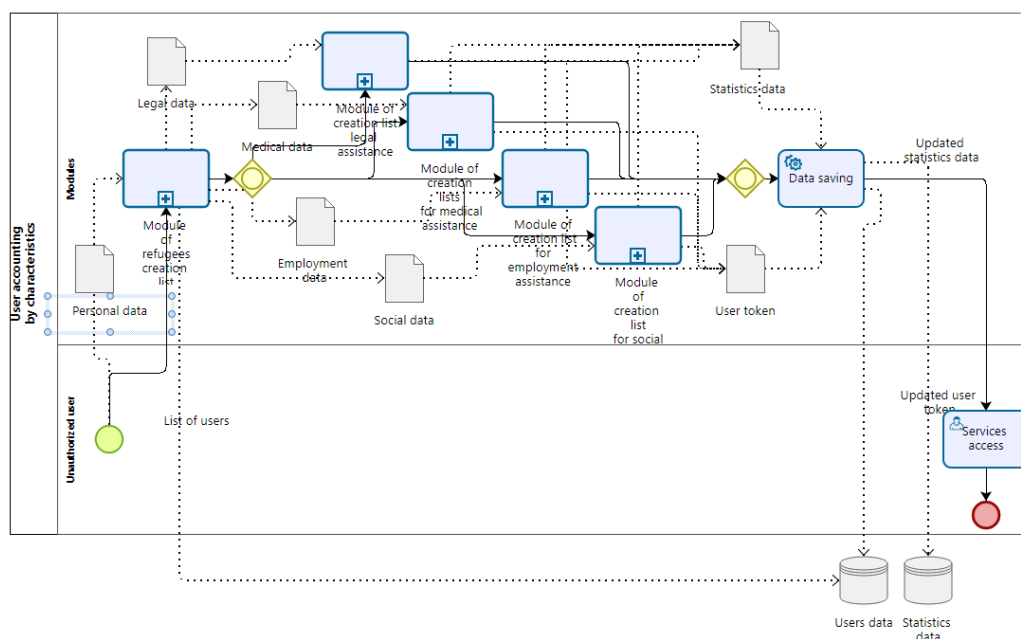 User accounting
by characteristics
Modules
Unauthorized user
Legal data
Medical data
Module of
creation list
legal
assistance
Module of
creation
lists
for medical
assistance
Statistics data
Updated
statistics data
Data saving
Module
of
refugees
creation
list
Personal data
Employment
data
Social data
Module of
creation list
for
employment
assistance
Module
of
creation
list
for social
User token
List of users
Updated user
token
Services
access
Users data
Statistics
data